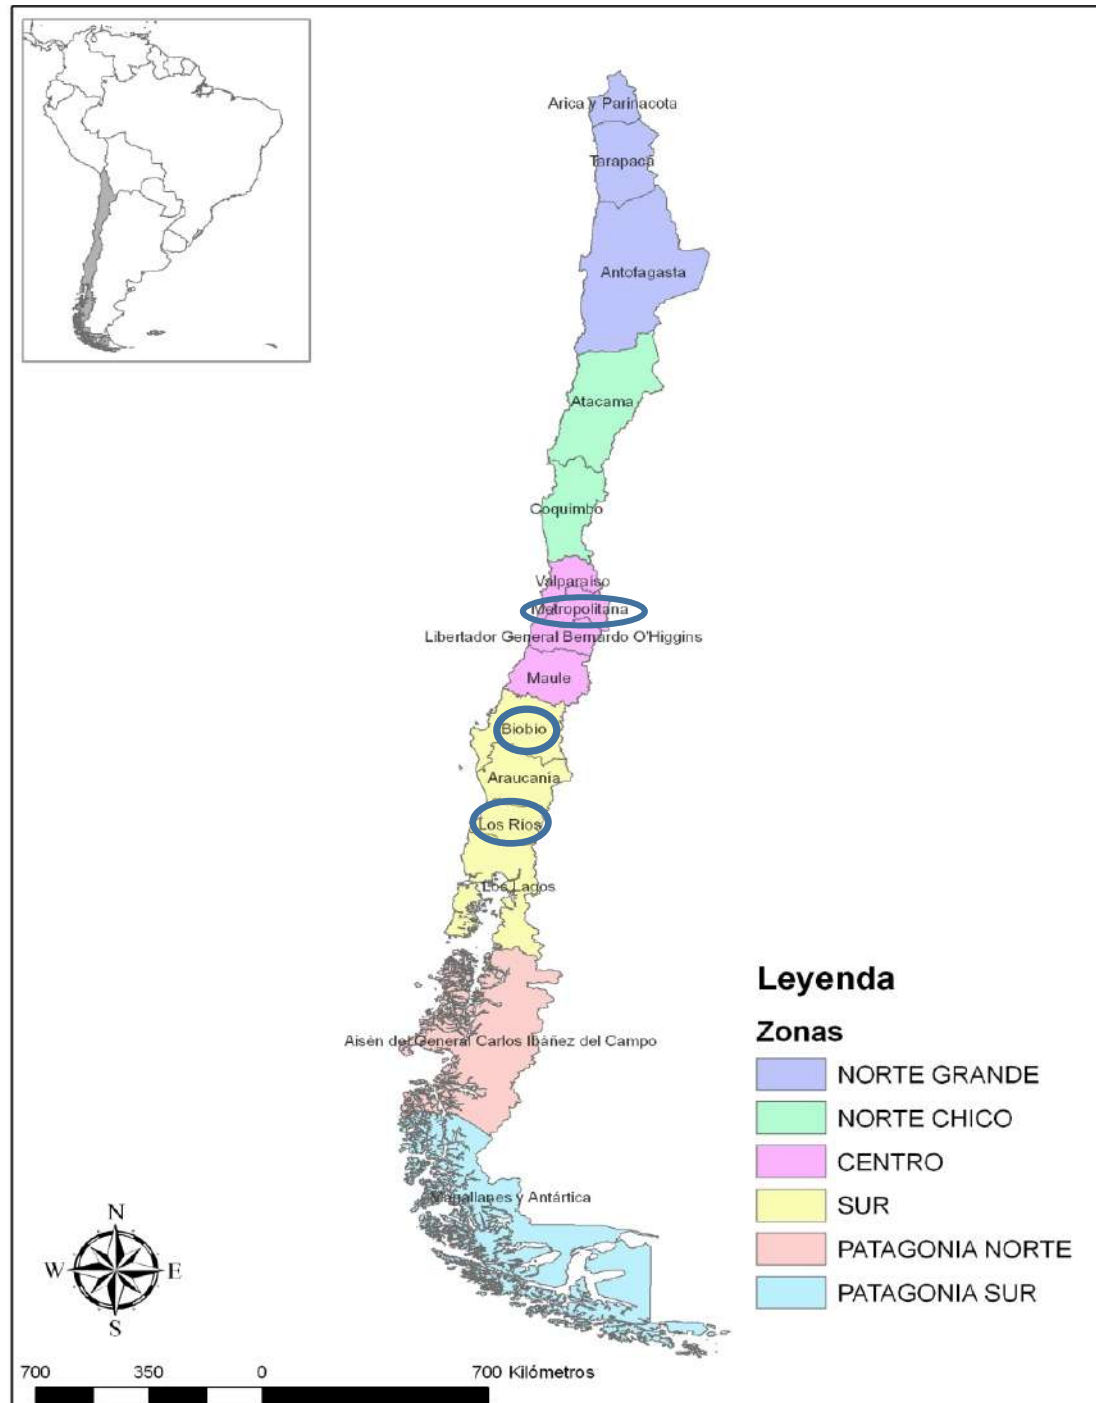 Arica y Parinacota
Tarapacá
Antofagasta
Atacama
Coquimbo
Valparaíso
Metropolitana
Libertador General Bernardo O'Higgins
Maule
Biobio
Araucanía
Los Ríos
Los Lagos
Aisén del General Carlos Ibáñez del Campo
Magallanes y Antártica
Leyenda
Zonas
NORTE GRANDE
NORTE CHICO
CENTRO
SUR
PATAGONIA NORTE
PATAGONIA SUR
N
W E
S
700 350 0 700 Kilómetros